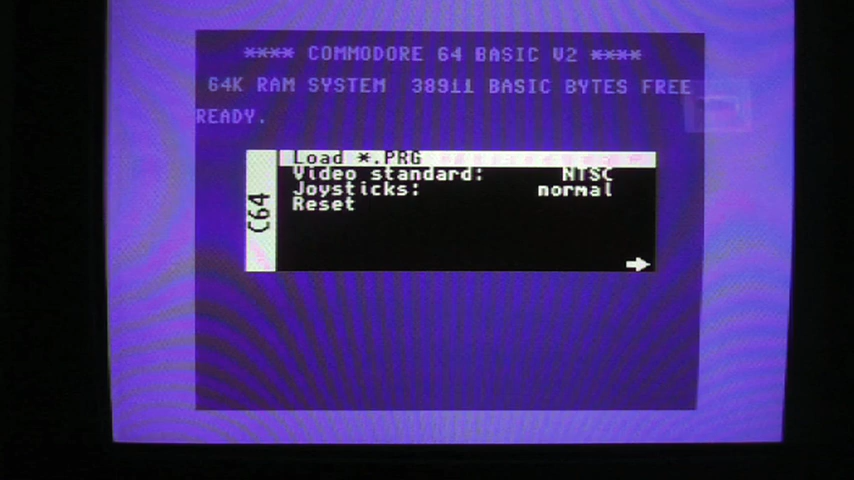 **** COMMODORE 64 BASIC V2 ****
64K RAM SYSTEM 38911 BASIC BYTES FREE
READY.
C64
Load *.PRG
Video standard: NTSC
Joysticks: normal
Reset